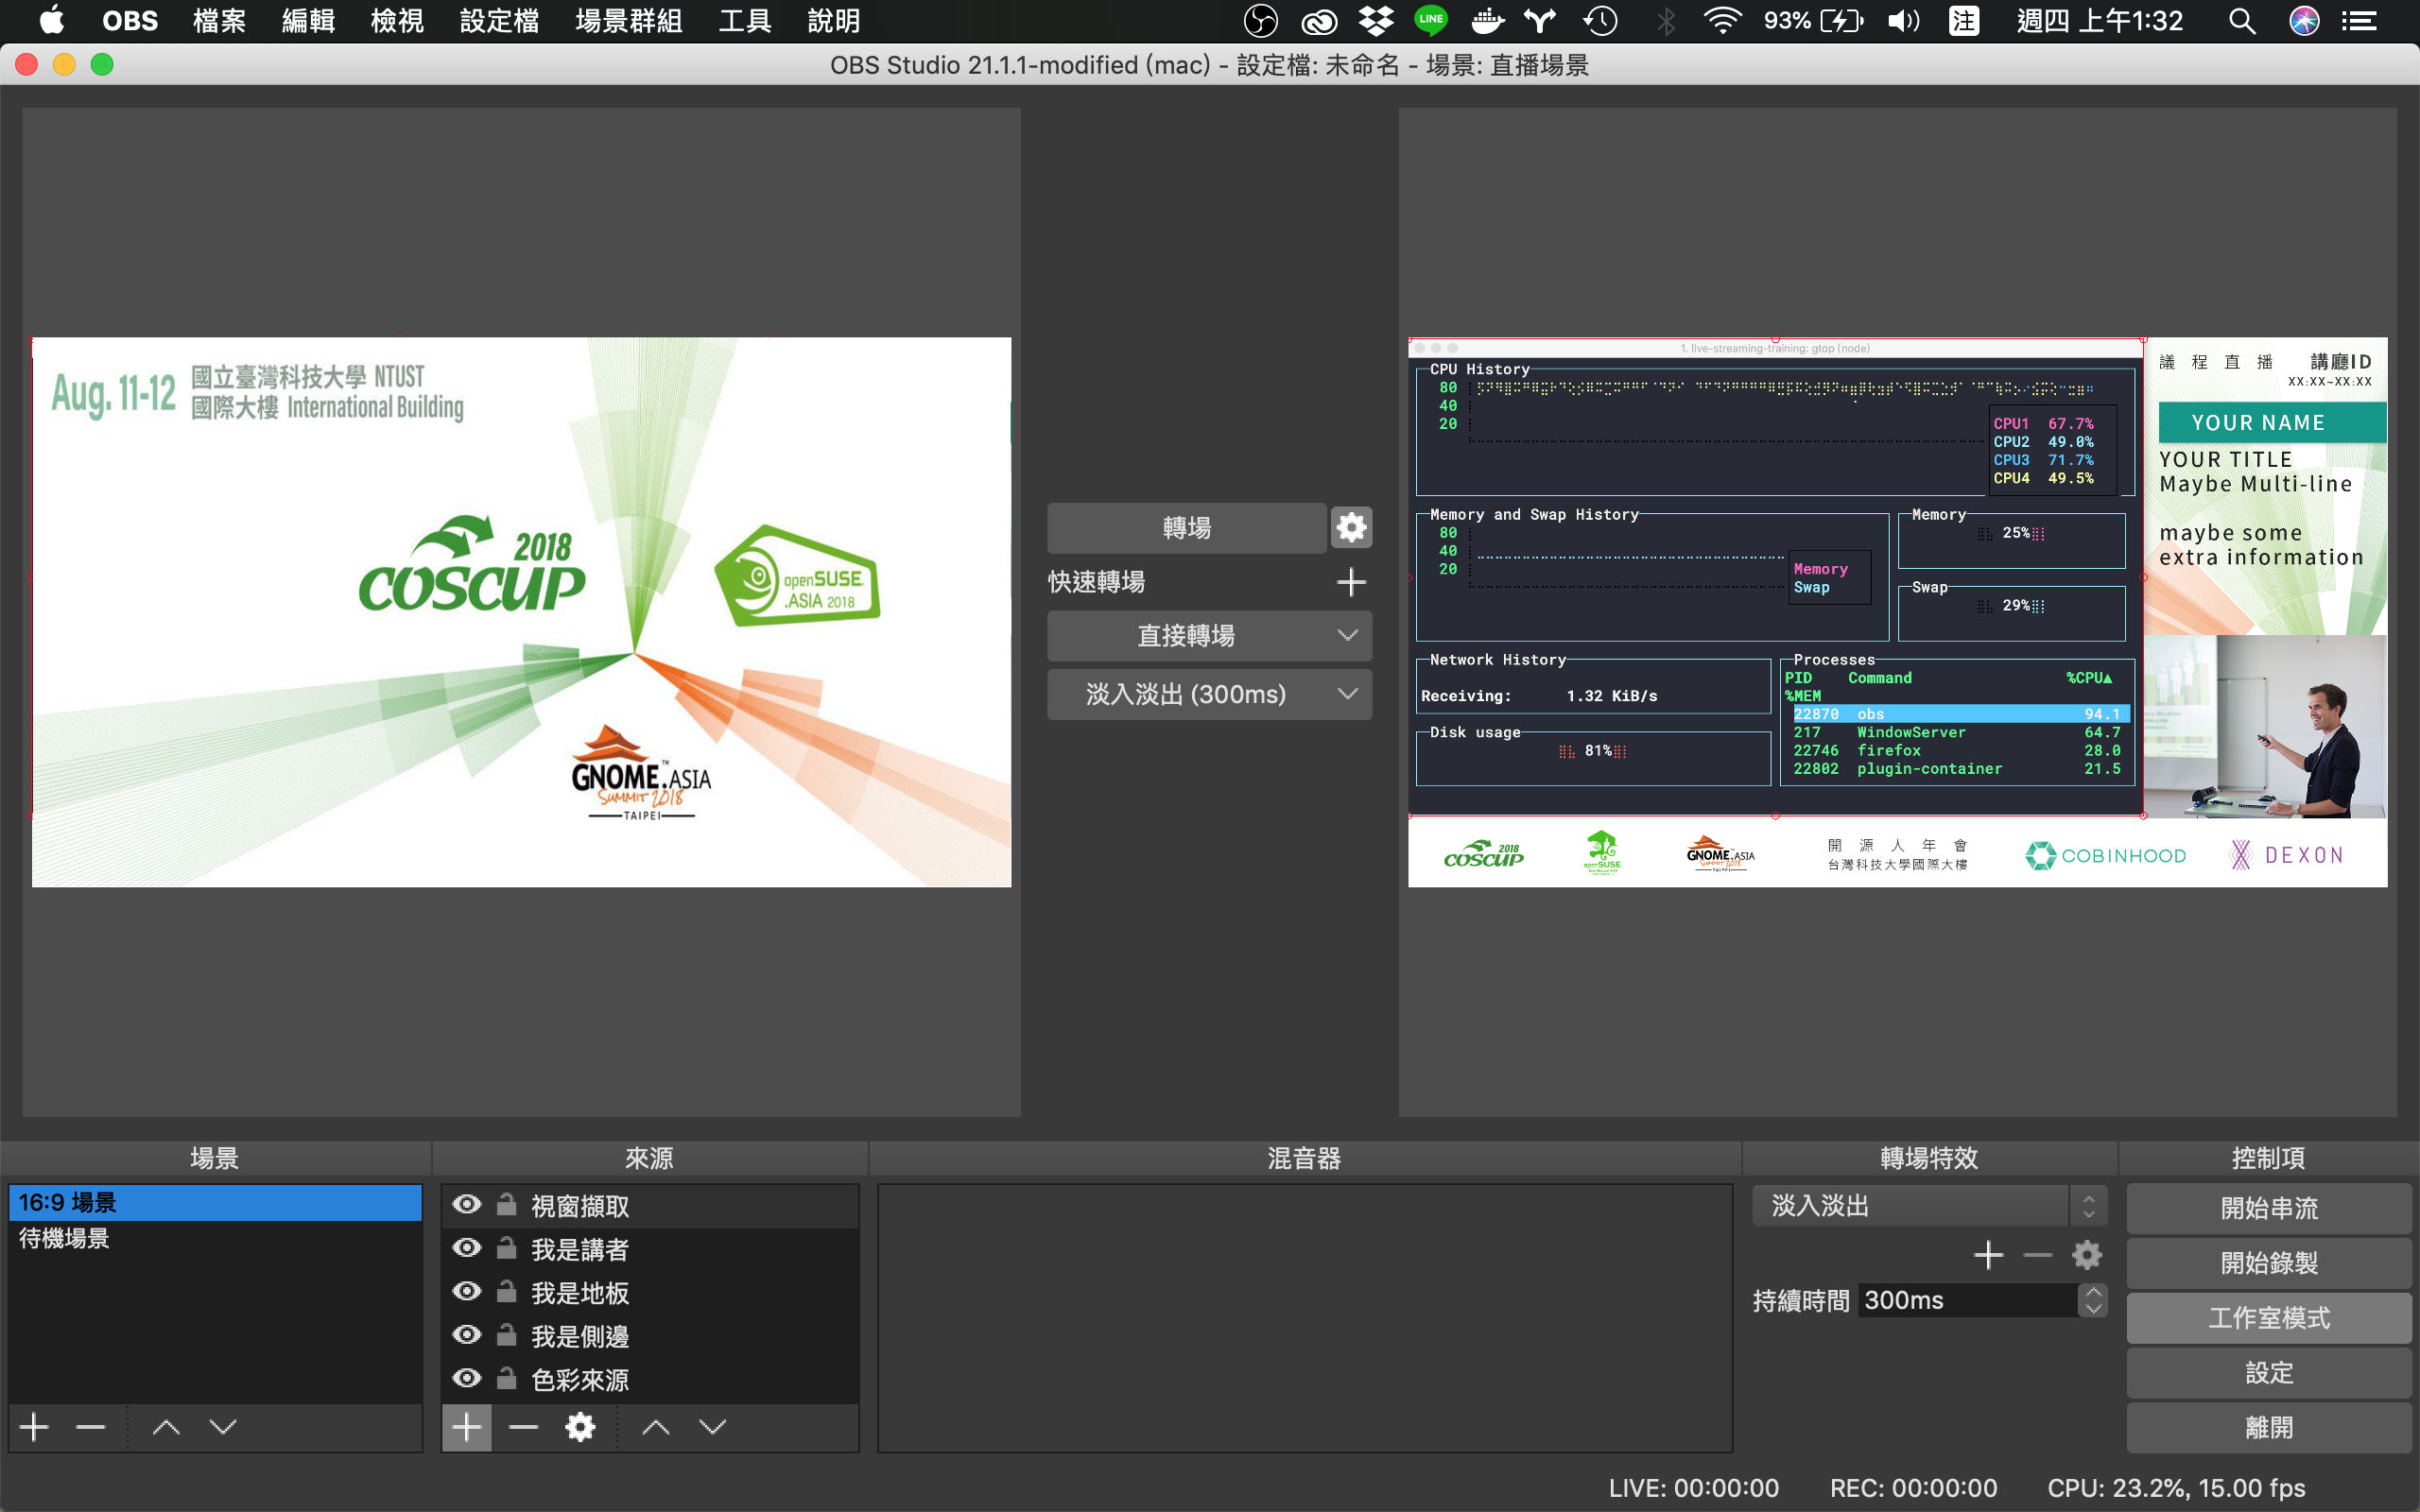 OBS 檔案 編輯 檢視 設定檔 場景群組 工具 說明
LINE
93%
注
週四 上午1:32
OBS Studio 21.1.1-modified (mac) - 設定檔: 未命名 - 場景: 直播場景
Aug. 11-12
國立臺灣科技大學 NTUST
國際大樓 International Building
2018
COSCUP
openSUSE
.ASIA 2018
GNOME.ASIA
SUMMIT 2018
TAIPEI
轉場
快速轉場
直接轉場
淡入淡出 (300ms)
1. live-streaming-training: gtop (node)
CPU History
80
40
20
CPU1 67.7%
CPU2 49.0%
CPU3 71.7%
CPU4 49.5%
Memory and Swap History
80
40
20
Memory
Swap
Memory
25%
Swap
29%
Network History
Receiving: 1.32 KiB/s
Disk usage
81%
Processes
PID Command %CPU▲
%MEM
22870 obs 94.1
217 WindowServer 64.7
22746 firefox 28.0
22802 plugin-container 21.5
議程直播 講廳ID
XX:XX~XX:XX
YOUR NAME
YOUR TITLE
Maybe Multi-line
maybe some
extra information
2018
COSCUP
openSUSE
GNOME.ASIA
SUMMIT 2018
TAIPEI
開源人年會
台灣科技大學國際大樓
COBINHOOD
DEXON
場景
16:9 場景
待機場景
來源
視窗擷取
我是講者
我是地板
我是側邊
色彩來源
混音器
轉場特效
淡入淡出
持續時間 300ms
控制項
開始串流
開始錄製
工作室模式
設定
離開
LIVE: 00:00:00 REC: 00:00:00 CPU: 23.2%, 15.00 fps